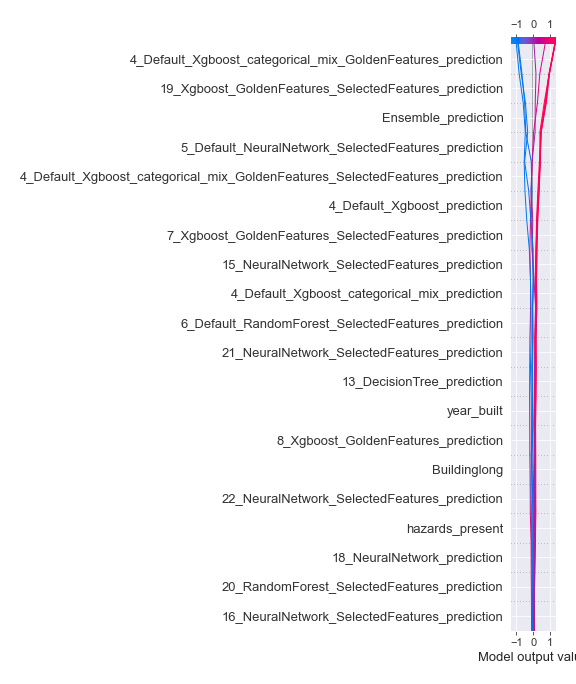 −1 0 1
4_Default_Xgboost_categorical_mix_GoldenFeatures_prediction
19_Xgboost_GoldenFeatures_SelectedFeatures_prediction
Ensemble_prediction
5_Default_NeuralNetwork_SelectedFeatures_prediction
4_Default_Xgboost_categorical_mix_GoldenFeatures_SelectedFeatures_prediction
4_Default_Xgboost_prediction
7_Xgboost_GoldenFeatures_SelectedFeatures_prediction
15_NeuralNetwork_SelectedFeatures_prediction
4_Default_Xgboost_categorical_mix_prediction
6_Default_RandomForest_SelectedFeatures_prediction
21_NeuralNetwork_SelectedFeatures_prediction
13_DecisionTree_prediction
year_built
8_Xgboost_GoldenFeatures_prediction
Buildinglong
22_NeuralNetwork_SelectedFeatures_prediction
hazards_present
18_NeuralNetwork_prediction
20_RandomForest_SelectedFeatures_prediction
16_NeuralNetwork_SelectedFeatures_prediction
−1 0 1
Model output valu